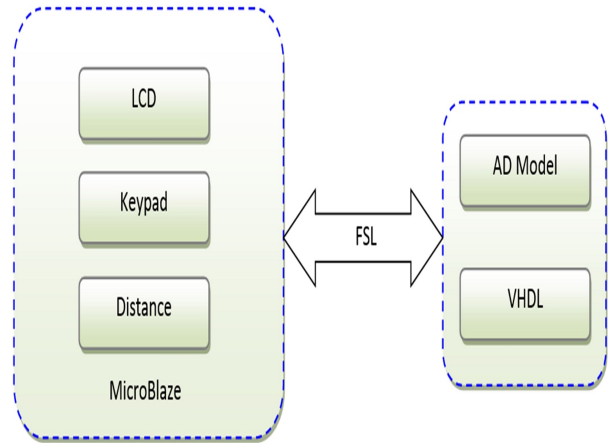 LCD
Keypad
Distance
MicroBlaze
FSL
AD Model
VHDL